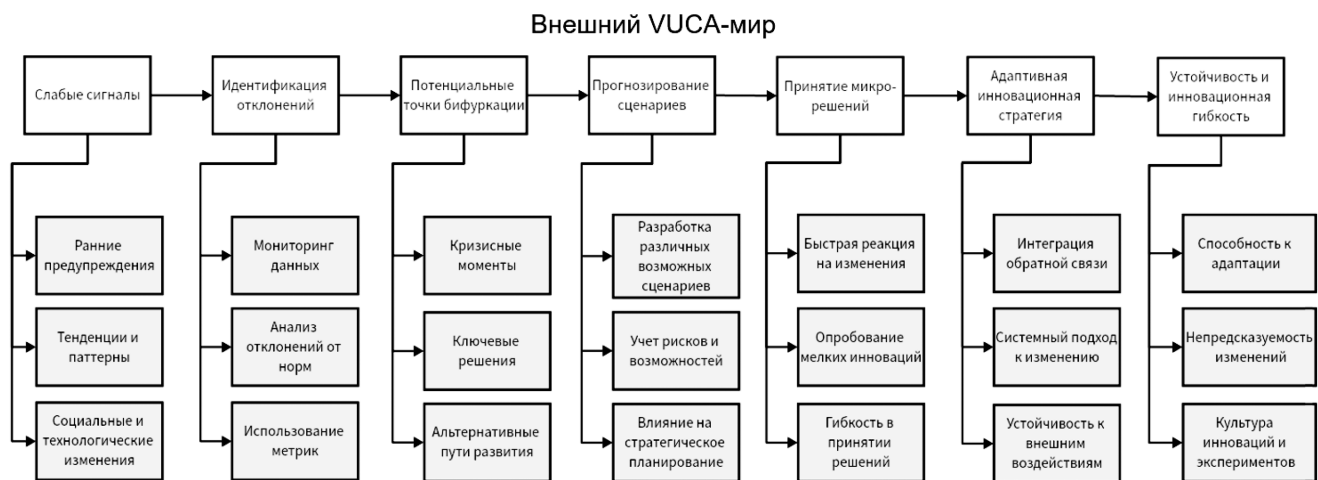 Внешний VUCA-мир
Слабые сигналы
Идентификация
отклонений
Потенциальные
точки бифуркации
Прогнозирование
сценариев
Принятие микро-
решений
Адаптивная
инновационная
стратегия
Устойчивость и
инновационная
гибкость
Ранние
предупреждения
Тенденции и
паттерны
Социальные и
технологические
изменения
Мониторинг
данных
Анализ
отклонений от
норм
Использование
метрик
Кризисные
моменты
Ключевые
решения
Альтернативные
пути развития
Разработка
различных
возможных
сценариев
Учет рисков и
возможностей
Влияние на
стратегическое
планирование
Быстрая реакция
на изменения
Опробование
мелких инноваций
Гибкость в
принятии
решений
Интеграция
обратной связи
Системный подход
к изменению
Устойчивость к
внешним
воздействиям
Способность к
адаптации
Непредсказуемость
изменений
Культура
инноваций и
экспериментов